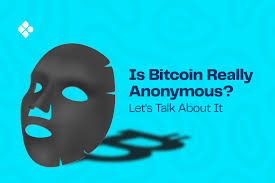 Is Bitcoin Really
Anonymous?
Let's Talk About It